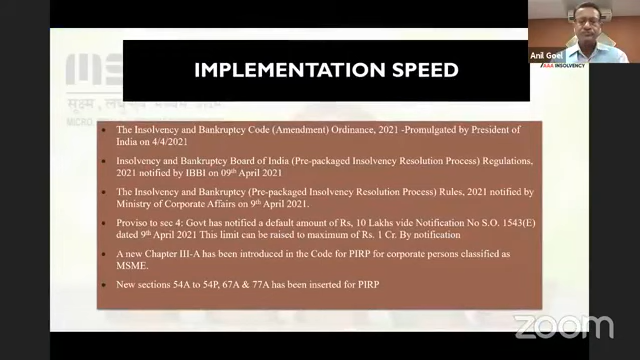 Anil Goel
AAA INSOLVENCY
IMPLEMENTATION SPEED
MS
सूक्ष्म, लघु
MICRO
• The Insolvency and Bankruptcy Code (Amendment) Ordinance, 2021 -Promulgated by President of
India on 4/4/2021
• Insolvency and Bankruptcy Board of India (Pre-packaged Insolvency Resolution Process) Regulations,
2021 notified by IBBI on 09th April 2021
• The Insolvency and Bankruptcy (Pre-packaged Insolvency Resolution Process) Rules, 2021 notified by
Ministry of Corporate Affairs on 9th April 2021.
• Proviso to sec 4: Govt has notified a default amount of Rs, 10 Lakhs vide Notification No S.O. 1543(E)
dated 9th April 2021 This limit can be raised to maximum of Rs. 1 Cr. By notification
• A new Chapter III-A has been introduced in the Code for PIRP for corporate persons classified as
MSME.
• New sections 54A to 54P, 67A & 77A has been inserted for PIRP
zoom